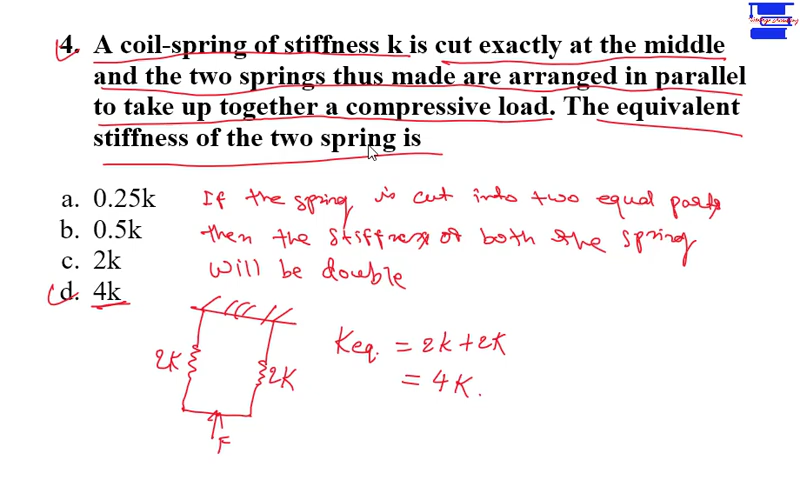 4. A coil-spring of stiffness k is cut exactly at the middle
and the two springs thus made are arranged in parallel
to take up together a compressive load. The equivalent
stiffness of the two spring is
a. 0.25k
b. 0.5k
c. 2k
d. 4k
If the spring is cut into two equal parts
then the stiffness of both the spring
will be double
2K
2K
F
Keq. = 2K+2K
= 4K.